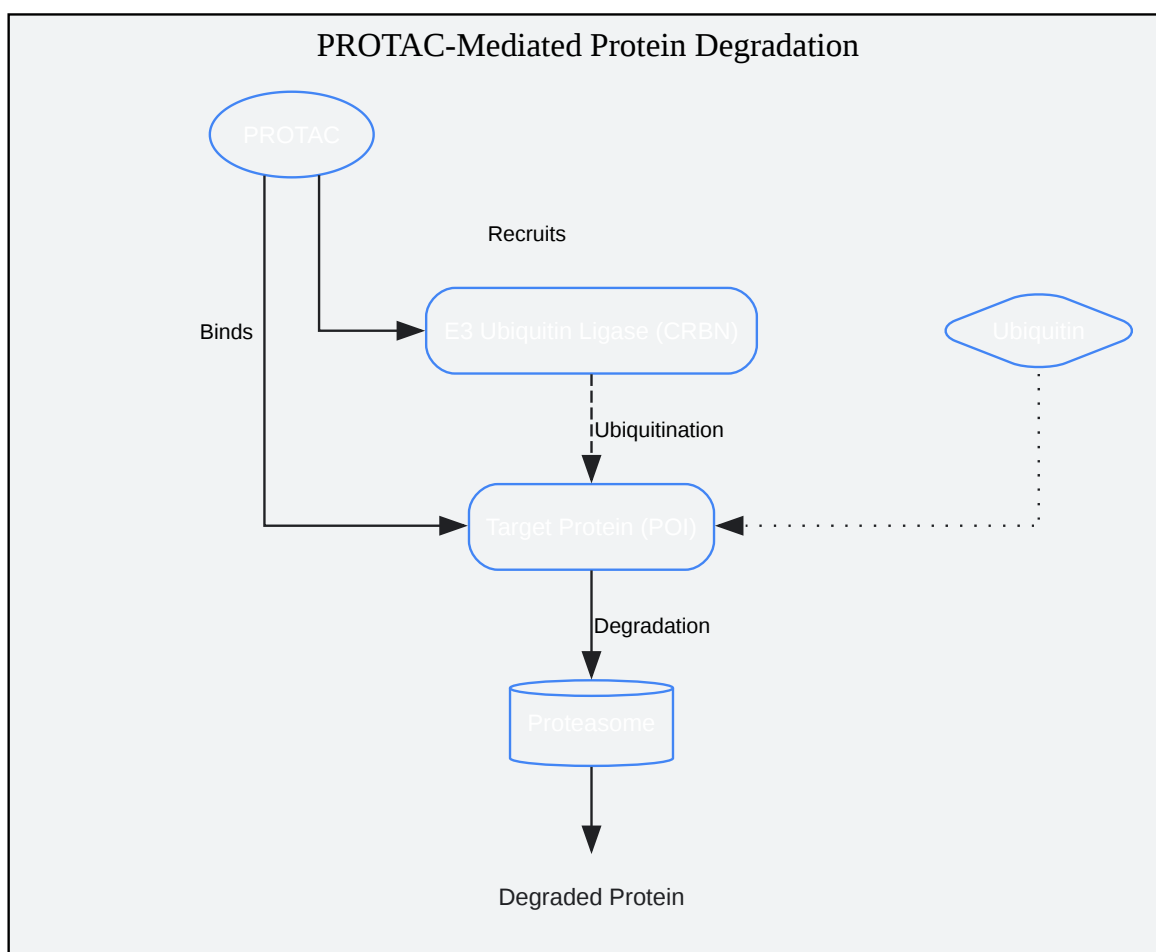 PROTAC-Mediated Protein Degradation
PROTAC
Recruits
Binds
E3 Ubiquitin Ligase (CRBN)
Ubiquitin
Ubiquitination
Target Protein (POI)
Degradation
Proteasome
Degraded Protein